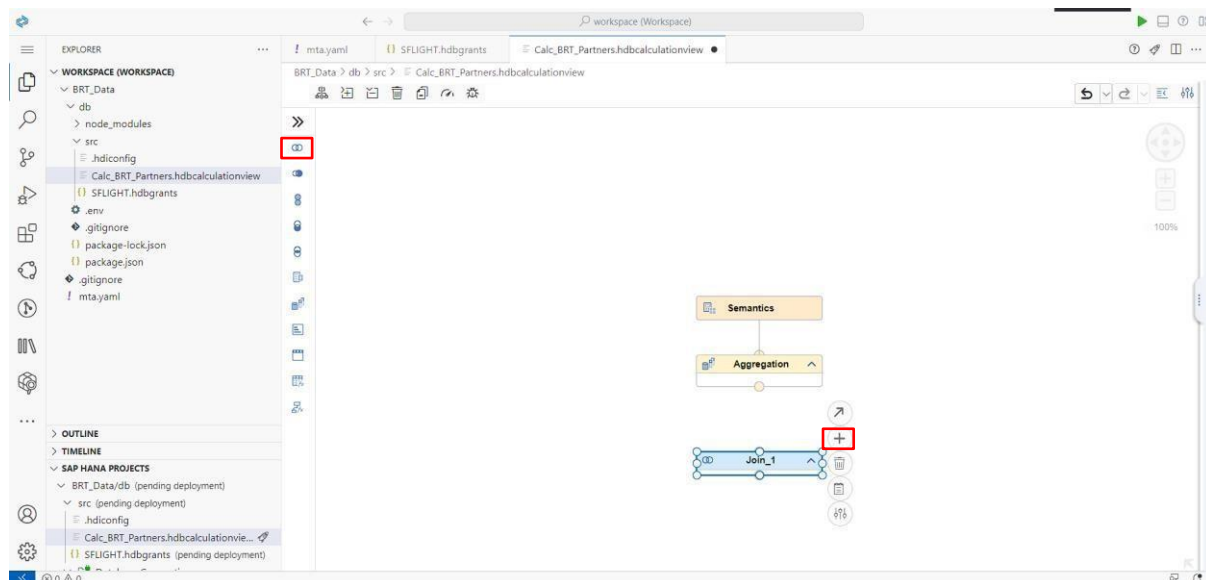 workspace (Workspace)
EXPLORER
mta.yaml
SFLIGHT.hdbgrants
Calc_BRT_Partners.hdbcalculationview
WORKSPACE (WORKSPACE)
BRT_Data > db > src > Calc_BRT_Partners.hdbcalculationview
BRT_Data
db
node_modules
src
.hdiconfig
Calc_BRT_Partners.hdbcalculationview
SFLIGHT.hdbgrants
.env
.gitignore
package-lock.json
package.json
.gitignore
mta.yaml
100%
Semantics
Aggregation
Join_1
OUTLINE
TIMELINE
SAP HANA PROJECTS
BRT_Data/db (pending deployment)
src (pending deployment)
.hdiconfig
Calc_BRT_Partners.hdbcalculationvie...
SFLIGHT.hdbgrants (pending deployment)
0 0